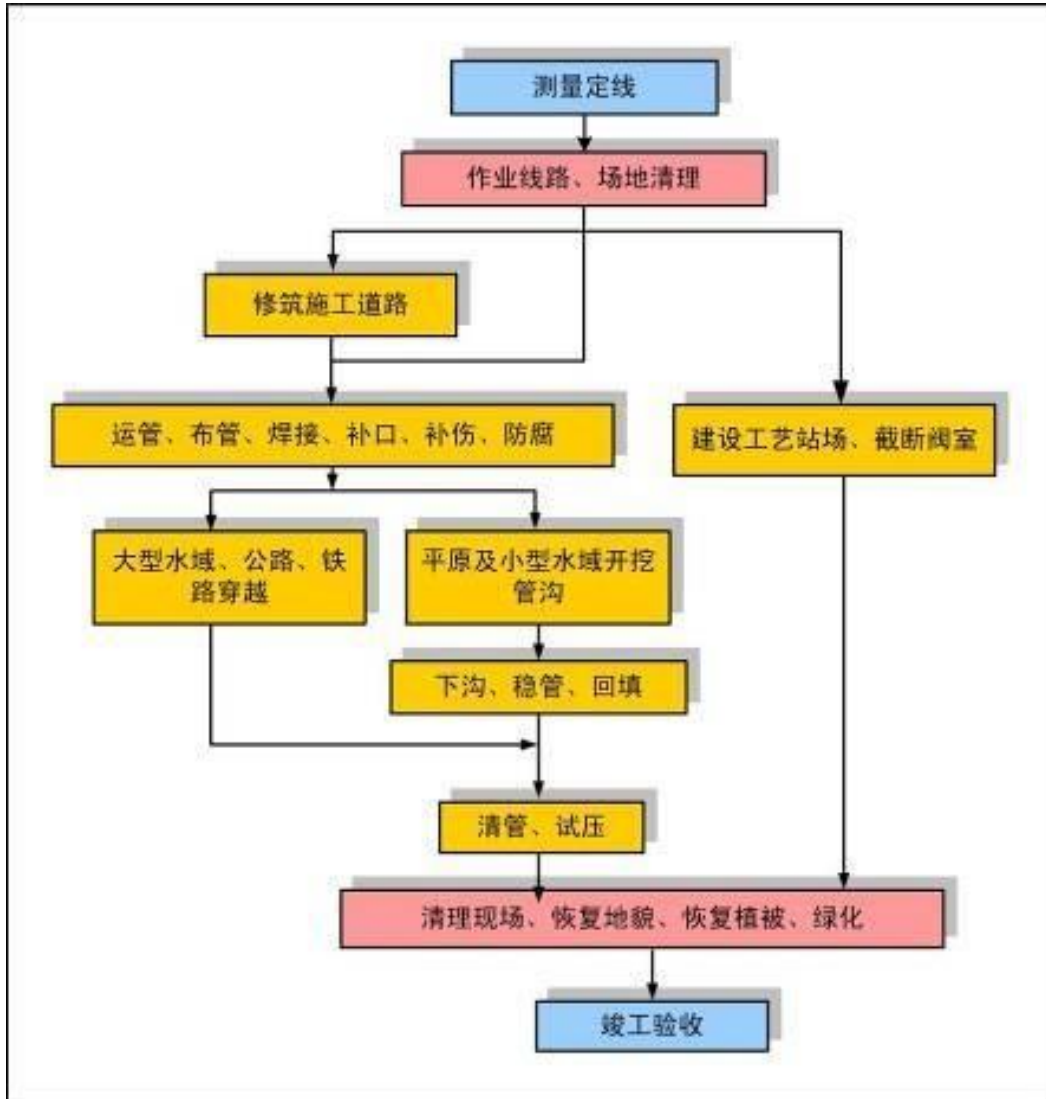 测量定线
作业线路、场地清理
修筑施工道路
运管、布管、焊接、补口、补伤、防腐
建设工艺站场、截断阀室
大型水域、公路、铁
路穿越
平原及小型水域开挖
管沟
下沟、稳管、回填
清管、试压
清理现场、恢复地貌、恢复植被、绿化
竣工验收